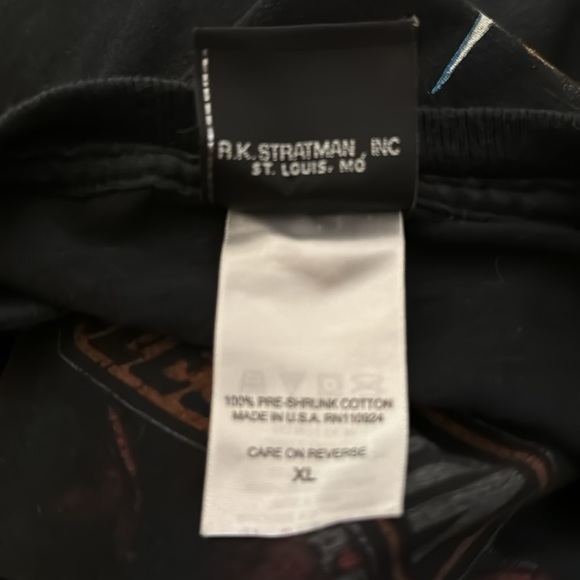 R.K. STRATMAN, INC
ST. LOUIS, MO
100% PRE-SHRUNK COTTON
MADE IN U.S.A. RN110924
CARE ON REVERSE
XL